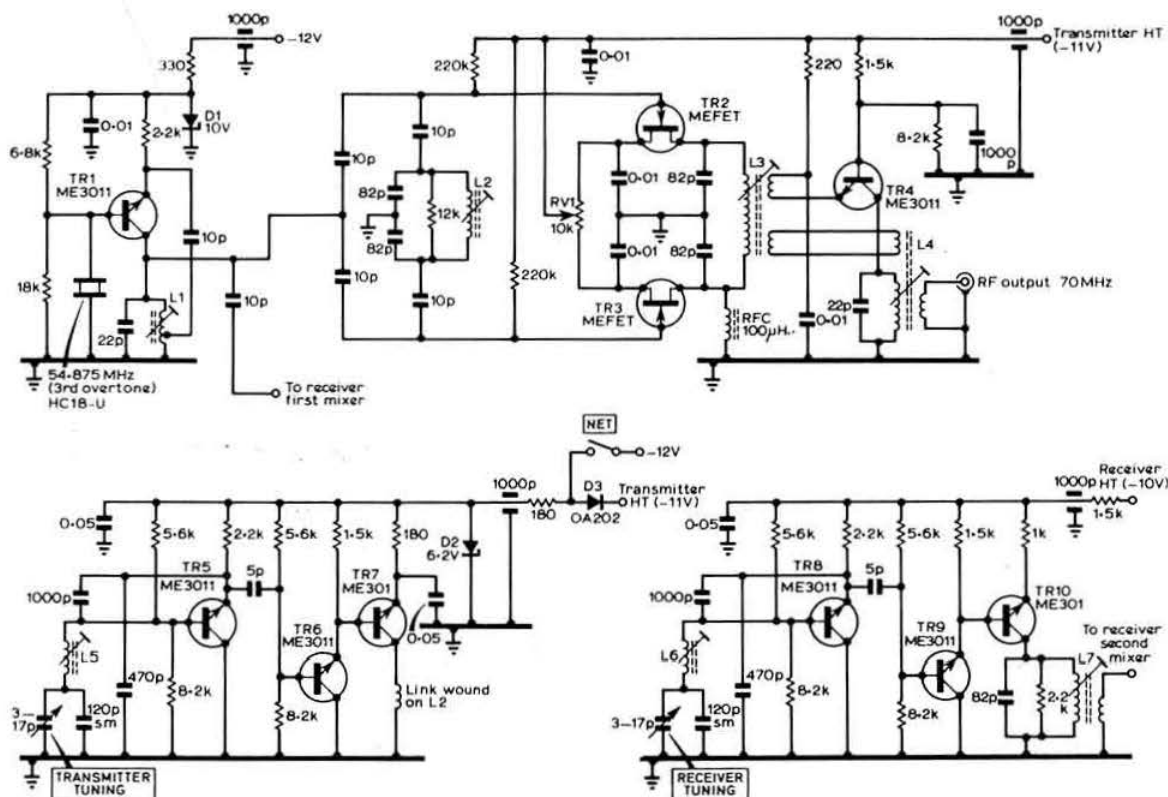 1000p
-12V
330
0·01
2·2k
D1
10V
6·8k
TR1
ME3011
18k
10p
10p
L1
22p
54·875 MHz
(3rd overtone)
HC18-U
To receiver
first mixer
220k
0·01
10p
10p
82p
12k
L2
82p
10p
10p
220k
TR2
MEFET
RV1
10k
0·01
82p
0·01
82p
TR3
MEFET
L3
RFC
100µH
220
1·5k
1000p
Transmitter HT
(-11V)
8·2k
1000
p
TR4
ME3011
L4
22p
0·01
RF output 70MHz
NET
-12V
D3
OA202
Transmitter
HT (-11V)
1000p
180
0·05
5·6k
2·2k
5·6k
1·5k
180
D2
6·2V
TR5
ME3011
5p
TR7
ME301
1000p
TR6
ME3011
0·05
L5
470p
8·2k
8·2k
Link wound
on L2
3—
17p
120p
sm
TRANSMITTER
TUNING
Receiver
HT (-10V)
1000p
1·5k
0·05
5·6k
2·2k
5·6k
1·5k
1k
TR8
ME3011
5p
TR10
ME301
1000p
TR9
ME3011
To receiver
second
mixer
L6
470p
8·2k
8·2k
82p
2·2
k
L7
3—17p
120p
sm
RECEIVER
TUNING